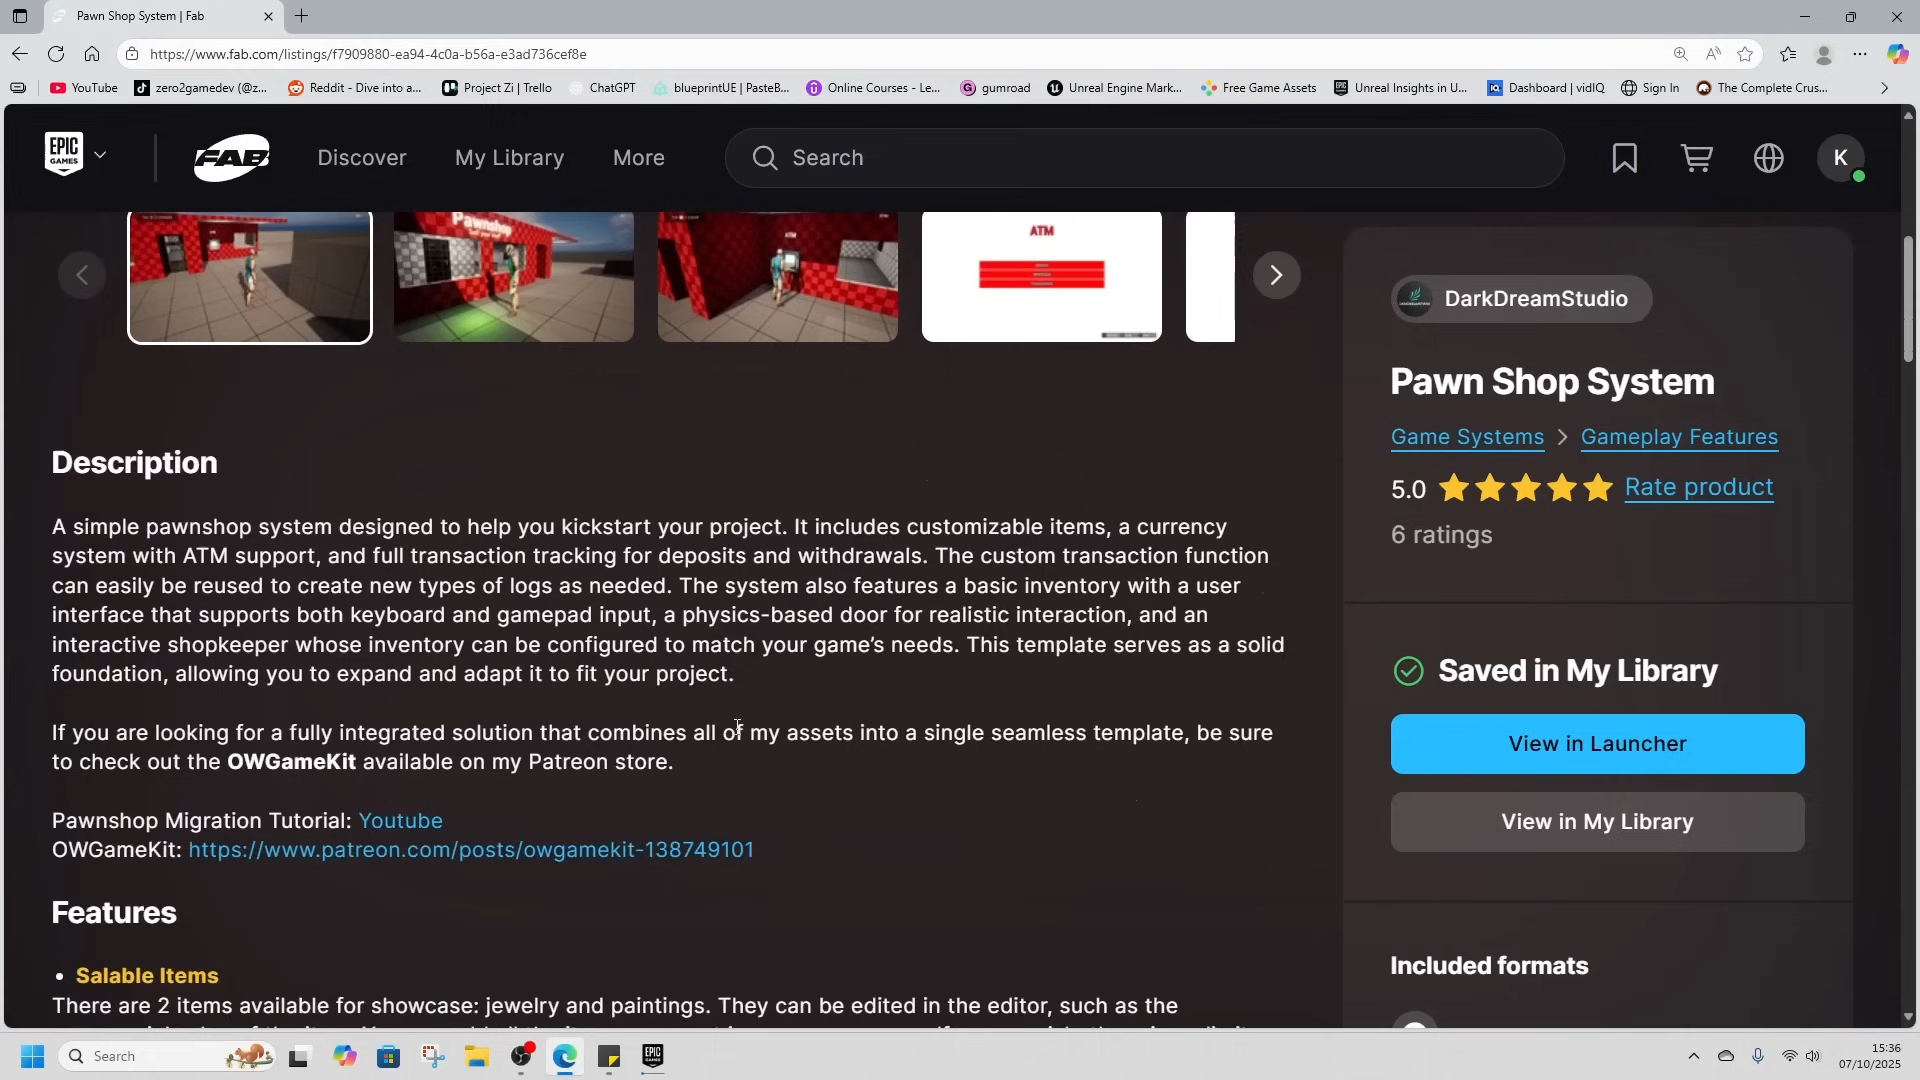 Pawn Shop System | Fab
https://www.fab.com/listings/f7909880-ea94-4c0a-b56a-e3ad736cef8e
YouTube
zero2gamedev (@z...
Reddit - Dive into a...
Project Zi | Trello
ChatGPT
blueprintUE | PasteB...
Online Courses - Le...
gumroad
Unreal Engine Mark...
Free Game Assets
Unreal Insights in U...
Dashboard | vidIQ
Sign In
The Complete Crus...
EPIC GAMES
FAB
Discover
My Library
More
Search
K
Pawnshop
ATM
ATM
DarkDreamStudio
Pawn Shop System
Game Systems > Gameplay Features
5.0 Rate product
6 ratings
Saved in My Library
View in Launcher
View in My Library
Included formats
Description
A simple pawnshop system designed to help you kickstart your project. It includes customizable items, a currency
system with ATM support, and full transaction tracking for deposits and withdrawals. The custom transaction function
can easily be reused to create new types of logs as needed. The system also features a basic inventory with a user
interface that supports both keyboard and gamepad input, a physics-based door for realistic interaction, and an
interactive shopkeeper whose inventory can be configured to match your game's needs. This template serves as a solid
foundation, allowing you to expand and adapt it to fit your project.
If you are looking for a fully integrated solution that combines all of my assets into a single seamless template, be sure
to check out the OWGameKit available on my Patreon store.
Pawnshop Migration Tutorial: Youtube
OWGameKit: https://www.patreon.com/posts/owgamekit-138749101
Features
• Salable Items
There are 2 items available for showcase: jewelry and paintings. They can be edited in the editor, such as the
Search
EPIC GAMES
15:36
07/10/2025